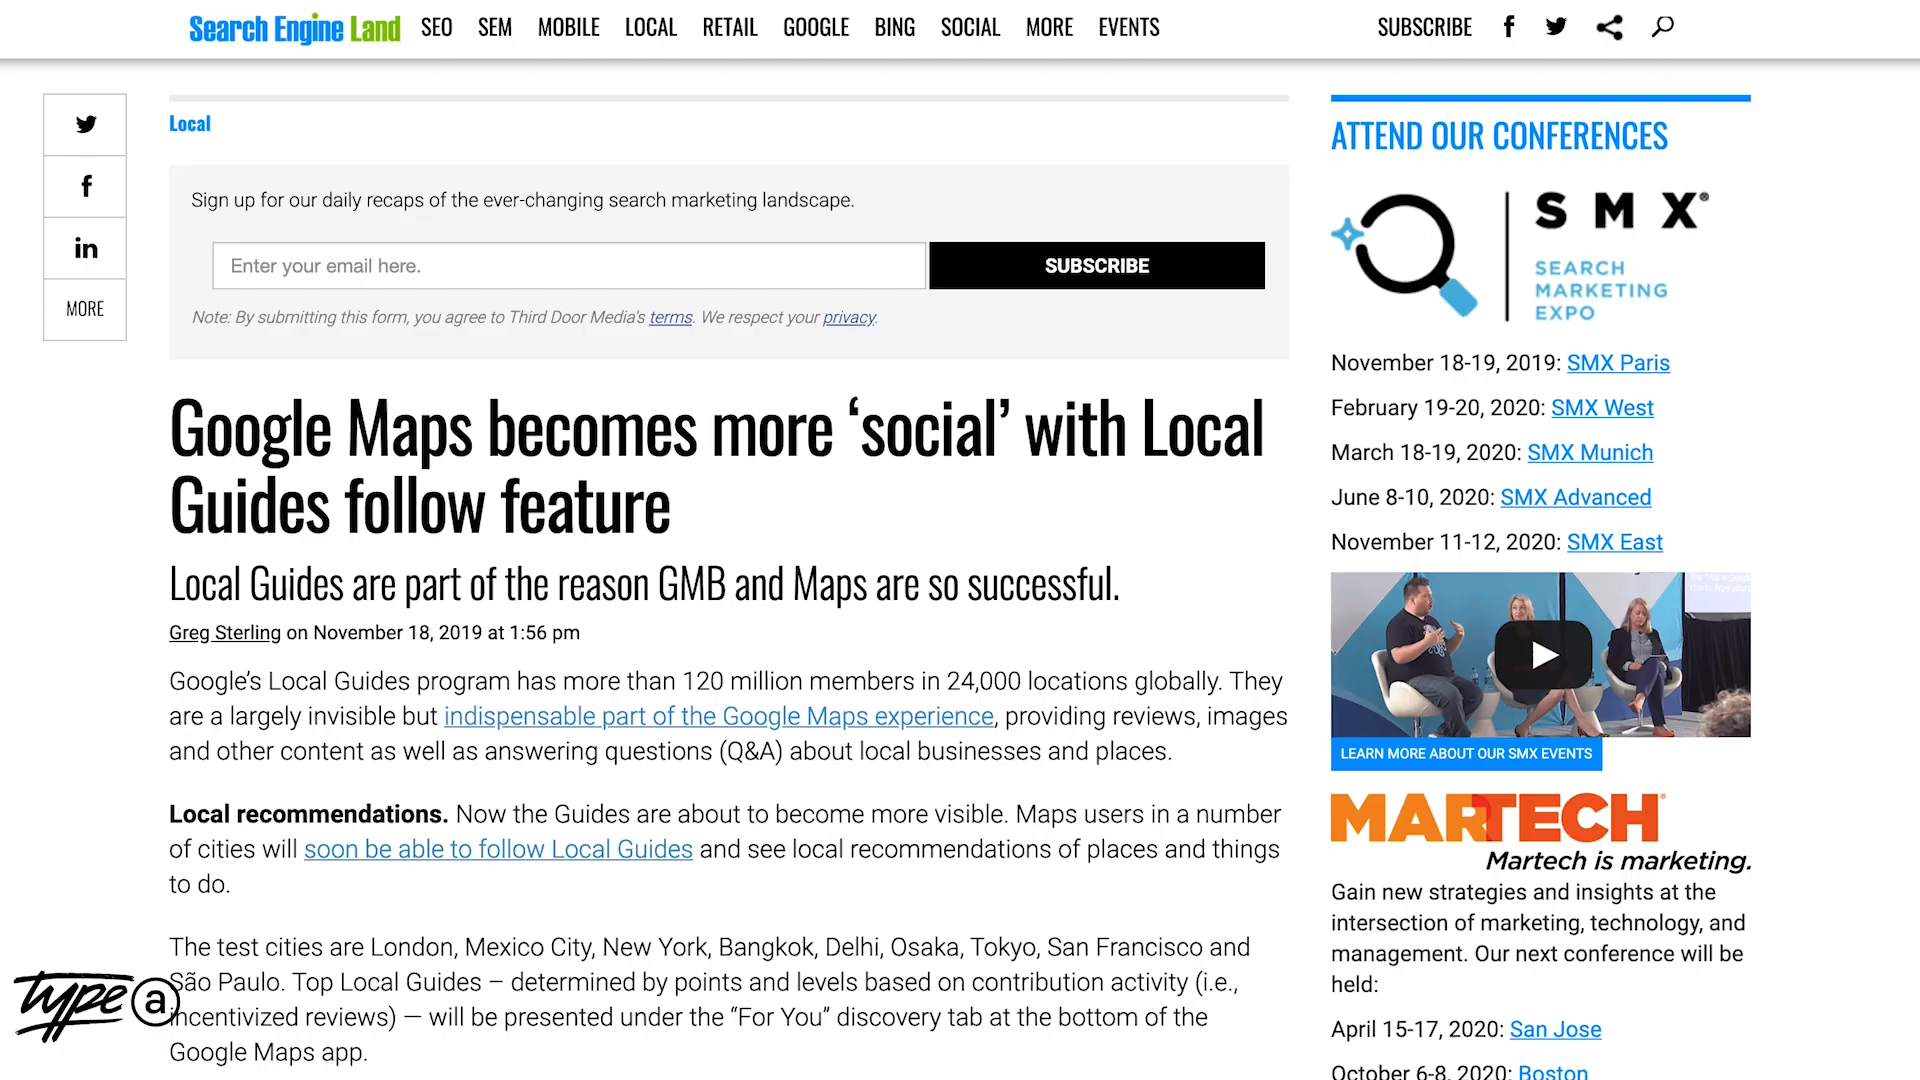 Search Engine Land SEO SEM MOBILE LOCAL RETAIL GOOGLE BING SOCIAL MORE EVENTS SUBSCRIBE
MORE
Local
Sign up for our daily recaps of the ever-changing search marketing landscape.
Enter your email here. SUBSCRIBE
Note: By submitting this form, you agree to Third Door Media's terms. We respect your privacy.
Google Maps becomes more ‘social’ with Local
Guides follow feature
Local Guides are part of the reason GMB and Maps are so successful.
Greg Sterling on November 18, 2019 at 1:56 pm
Google’s Local Guides program has more than 120 million members in 24,000 locations globally. They
are a largely invisible but indispensable part of the Google Maps experience, providing reviews, images
and other content as well as answering questions (Q&A) about local businesses and places.
Local recommendations. Now the Guides are about to become more visible. Maps users in a number
of cities will soon be able to follow Local Guides and see local recommendations of places and things
to do.
The test cities are London, Mexico City, New York, Bangkok, Delhi, Osaka, Tokyo, San Francisco and
São Paulo. Top Local Guides – determined by points and levels based on contribution activity (i.e.,
incentivized reviews) — will be presented under the “For You” discovery tab at the bottom of the
Google Maps app.
type a
ATTEND OUR CONFERENCES
SMX®
SEARCH
MARKETING
EXPO
November 18-19, 2019: SMX Paris
February 19-20, 2020: SMX West
March 18-19, 2020: SMX Munich
June 8-10, 2020: SMX Advanced
November 11-12, 2020: SMX East
LEARN MORE ABOUT OUR SMX EVENTS
MARTECH®
Martech is marketing.
Gain new strategies and insights at the
intersection of marketing, technology, and
management. Our next conference will be
held:
April 15-17, 2020: San Jose
October 6-8, 2020: Boston